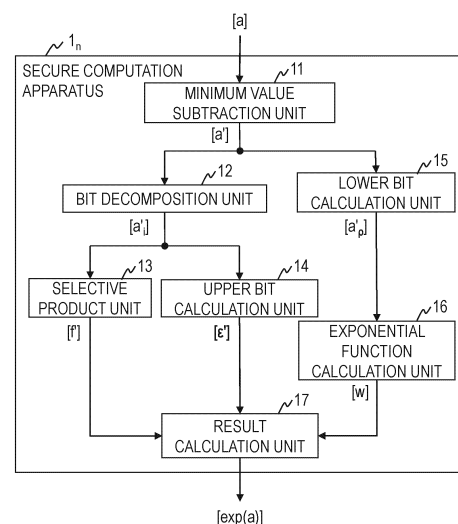 [a]
1n
SECURE COMPUTATION
APPARATUS
11
MINIMUM VALUE
SUBTRACTION UNIT
[a']
12
BIT DECOMPOSITION UNIT
15
LOWER BIT
CALCULATION UNIT
[a'i]
[a'ρ]
13
SELECTIVE
PRODUCT UNIT
14
UPPER BIT
CALCULATION UNIT
[f']
[ε']
16
EXPONENTIAL
FUNCTION
CALCULATION UNIT
[w]
17
RESULT
CALCULATION UNIT
[exp(a)]